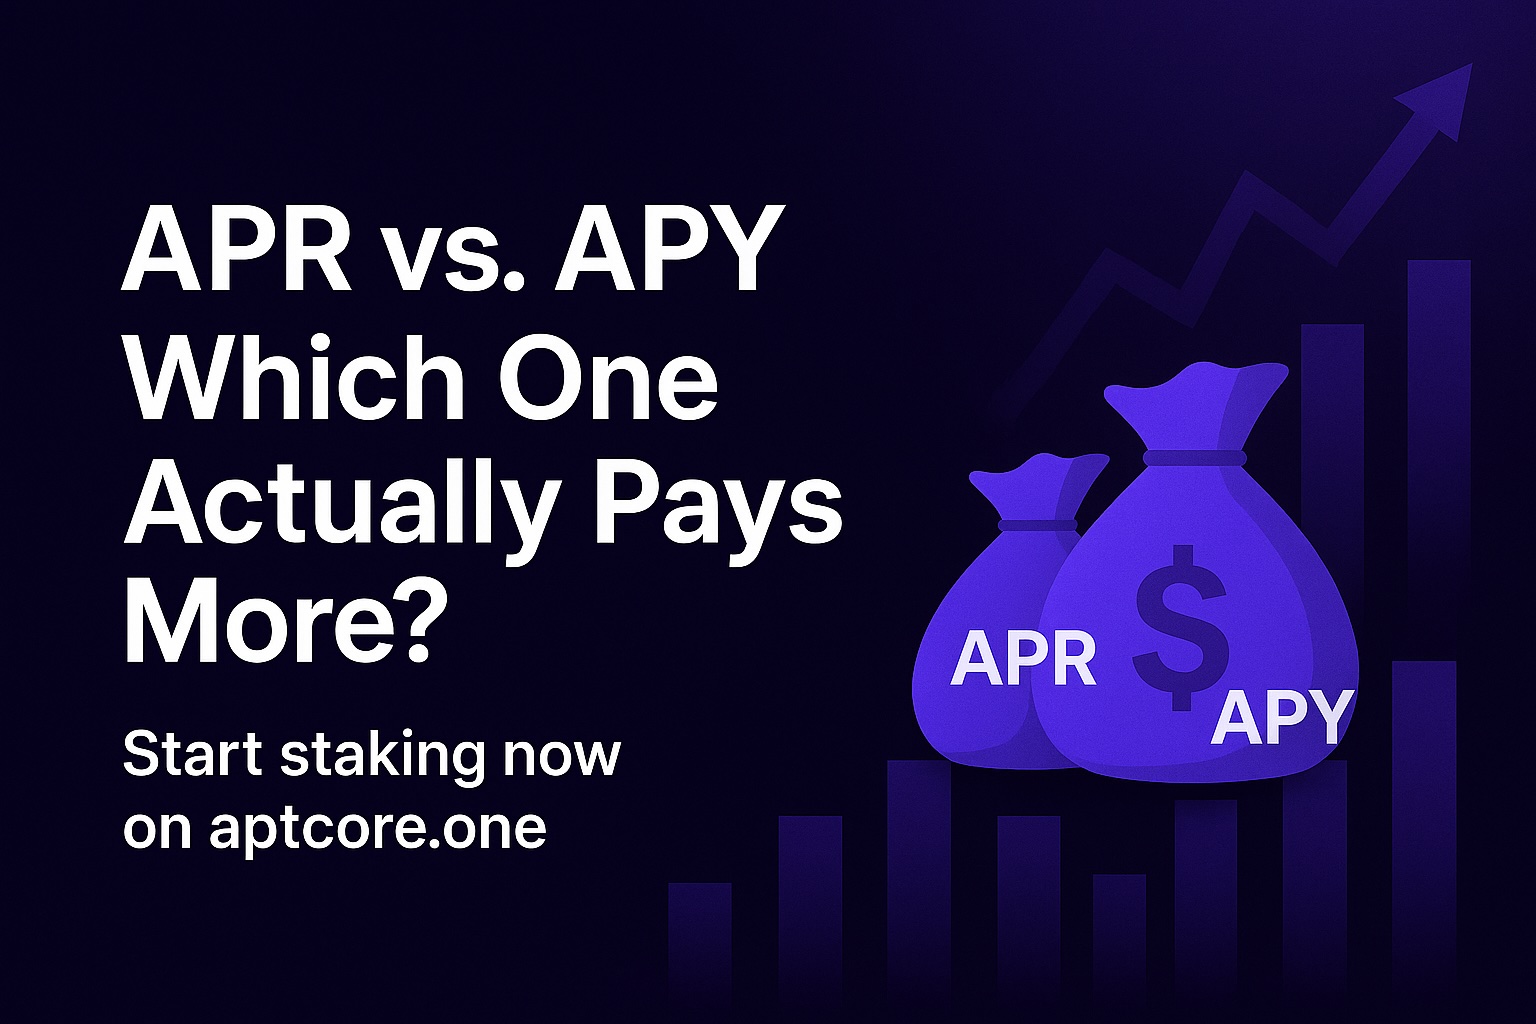 APR vs. APY
Which One
Actually Pays
More?
Start staking now
on aptcore.one
APR
$
APY